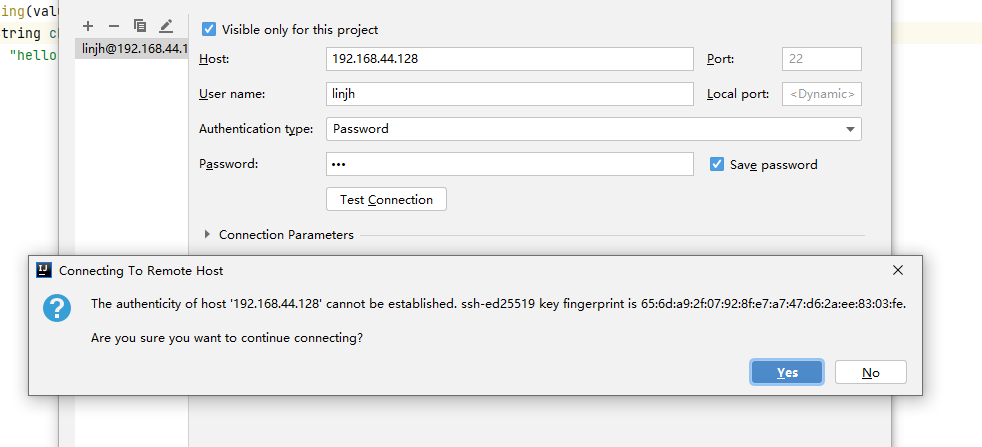 ing(valu
tring c
"hello
linjh@192.168.44.1
Visible only for this project
Host:
192.168.44.128
Port:
22
User name:
linjh
Local port:
<Dynamic>
Authentication type:
Password
Password:
•••
Save password
Test Connection
Connection Parameters
Connecting To Remote Host
The authenticity of host '192.168.44.128' cannot be established. ssh-ed25519 key fingerprint is 65:6d:a9:2f:07:92:8f:e7:a7:47:d6:2a:ee:83:03:fe.
Are you sure you want to continue connecting?
Yes
No